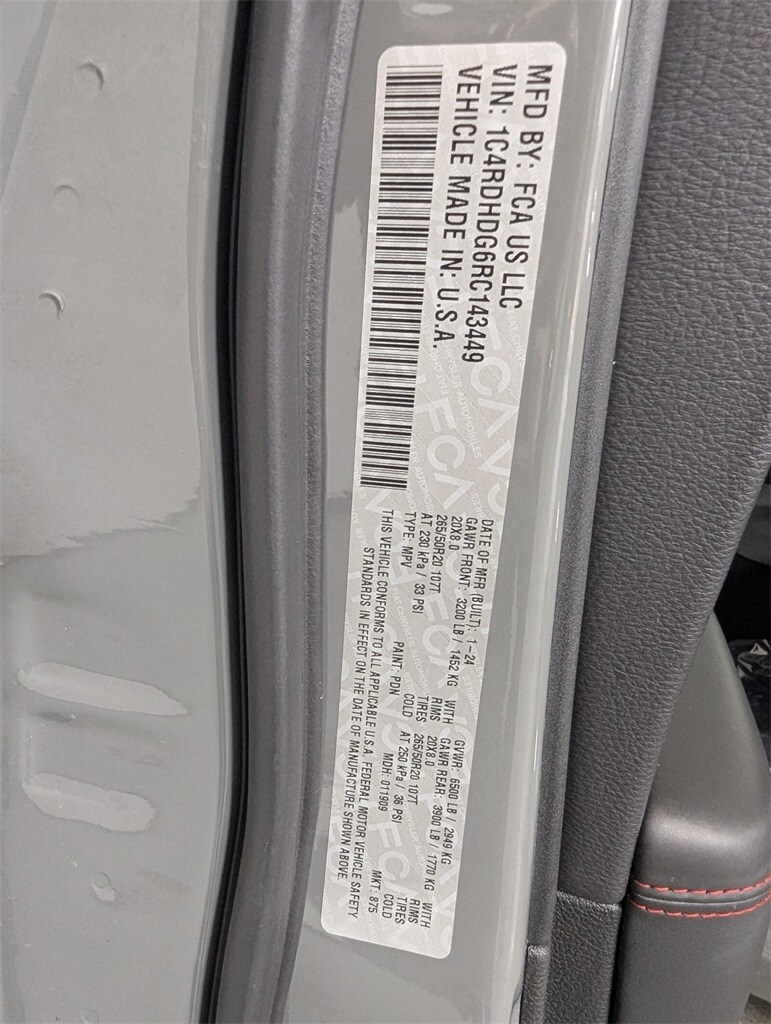 MFD BY: FCA US LLC
VIN: 1C4RDHDG6RC143449
VEHICLE MADE IN: U.S.A.
DATE OF MFR (BUILT): 1-24 GVWR: 6500 LB / 2949 KG
GAWR FRONT: 3200 LB / 1452 KG WITH GAWR REAR: 3900 LB / 1770 KG WITH
20X8.0 RIMS 20X8.0 RIMS
265/50R20 107T TIRES 265/50R20 107T TIRES
AT 230 kPa / 33 PSI COLD AT 250 kPa / 36 PSI COLD
TYPE: MPV PAINT: PDN MDH: 011909 MKT: 875
THIS VEHICLE CONFORMS TO ALL APPLICABLE U.S.A. FEDERAL MOTOR VEHICLE SAFETY
STANDARDS IN EFFECT ON THE DATE OF MANUFACTURE SHOWN ABOVE.